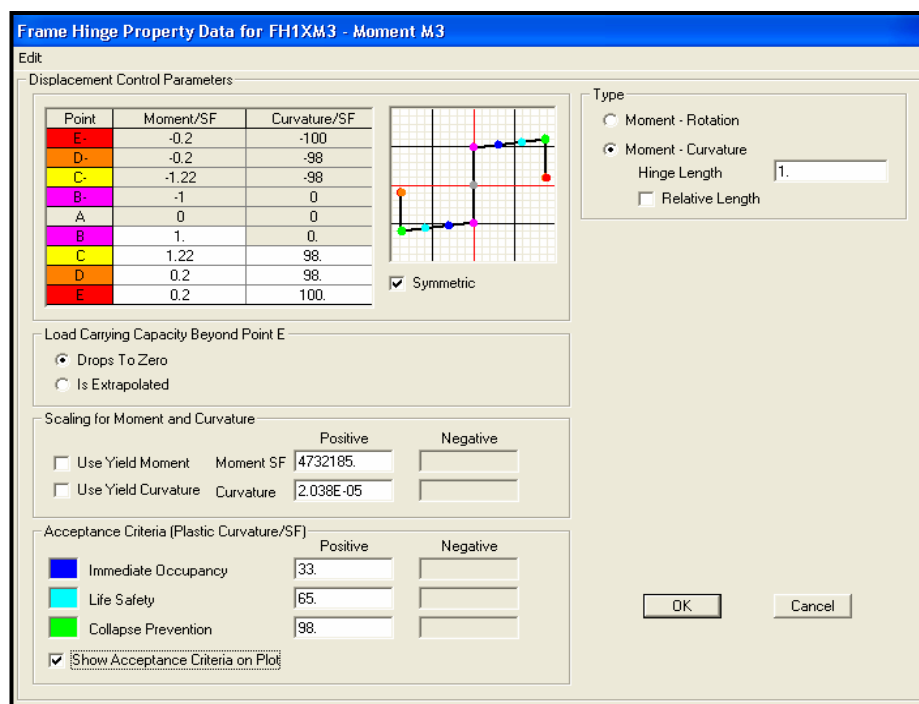 Frame Hinge Property Data for FH1XM3 - Moment M3
Edit
Displacement Control Parameters
Point Moment/SF Curvature/SF
E- -0.2 -100
D- -0.2 -98
C- -1.22 -98
B- -1 0
A 0 0
B 1. 0.
C 1.22 98.
D 0.2 98.
E 0.2 100.
Symmetric
Type
Moment - Rotation
Moment - Curvature
Hinge Length 1.
Relative Length
Load Carrying Capacity Beyond Point E
Drops To Zero
Is Extrapolated
Scaling for Moment and Curvature
Positive Negative
Use Yield Moment Moment SF 4732185.
Use Yield Curvature Curvature 2.038E-05
Acceptance Criteria (Plastic Curvature/SF)
Positive Negative
Immediate Occupancy 33.
Life Safety 65.
Collapse Prevention 98.
Show Acceptance Criteria on Plot
OK Cancel